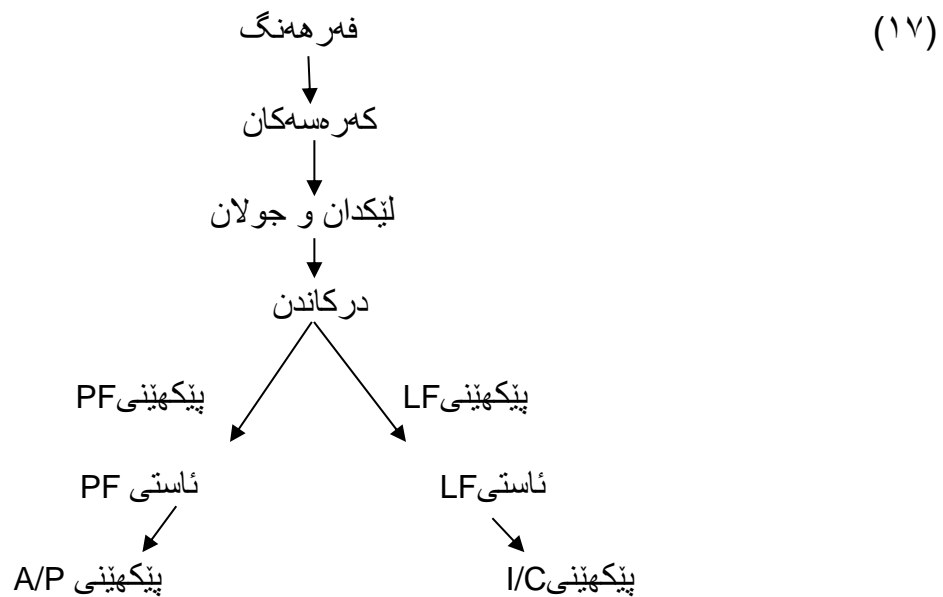 (١٧)
فەرهەنگ
کەرەسەکان
لێکدان و جولان
درکاندن
پێکهێنیLF
پێکهێنیPF
ئاستیLF
ئاستی PF
پێکهێنیI/C
پێکهێنی A/P